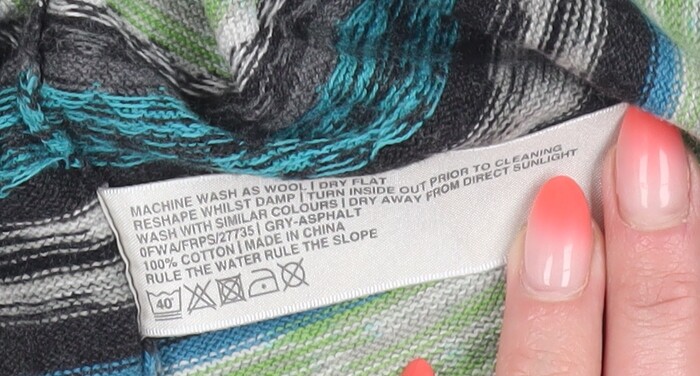 MACHINE WASH AS WOOL | DRY FLAT
RESHAPE WHILST DAMP | TURN INSIDE OUT PRIOR TO CLEANING
WASH WITH SIMILAR COLOURS | DRY AWAY FROM DIRECT SUNLIGHT
0FWA/FRPS/27735 | GRY-ASPHALT
100% COTTON | MADE IN CHINA
RULE THE WATER RULE THE SLOPE
40°